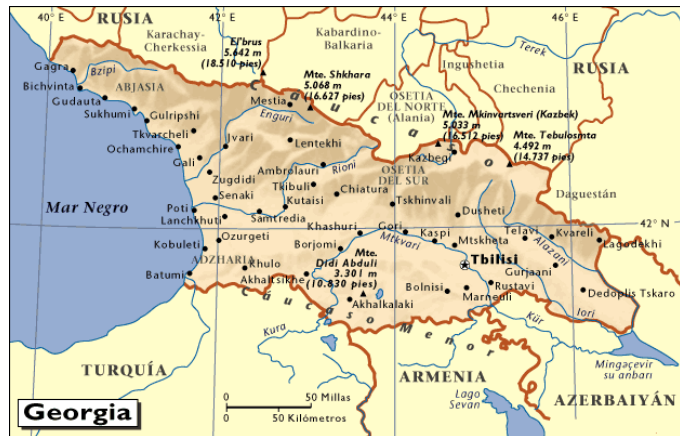 40 E
42 E
44 E
46 E
RUSIA
Karachay-
Cherkessia
El'brus
5.642 m
(18.510 pies)
Kabardino-
Balkaria
Terek
Ingushetia
RUSIA
Gagra
Bzipi
Mte. Shkhara
5.068 m
(16.627 pies)
OSETIA
DEL NORTE
(Alania)
Chechenia
Bichvinta
ABJASIA
Gudauta
Mestia
Cáucaso
Mte. Mkinvartsveri (Kazbek)
5.033 m
(16.512 pies)
Sukhumi
Gulripshi
Enguri
Mte. Tebulosmta
4.492 m
(14.737 pies)
Tkvarcheli
Jvari
Lentekhi
Kazbegi
Ochamchire
Gali
Ambrolauri
Rioni
OSETIA
DEL SUR
Daguestán
Zugdidi
Tkibuli
Chiatura
Senaki
Kutaisi
Tskhinvali
Mar Negro
Poti
Lanchkhuti
Samtredia
Dusheti
42 N
Khashuri
Gori
Mtkvari
Kaspi
Mtskheta
Telavi
Kvareli
Alazani
Lagodekhi
Kobuleti
Ozurgeti
Borjomi
ADZHARIA
Khulo
Mte.
Didi Abduli
3.301 m
(10.830 pies)
Tbilisi
Gurjaani
Batumi
Akhaltsikhe
Bolnisi
Rustavi
Marneuli
Dedoplis Tskaro
Akhalkalaki
Cáucaso Menor
Iori
Kura
Kür
TURQUÍA
ARMENIA
Mingəçevir
su anbarı
Lago
Sevan
AZERBAIYÁN
Georgia
0
50 Millas
0
50 Kilómetros